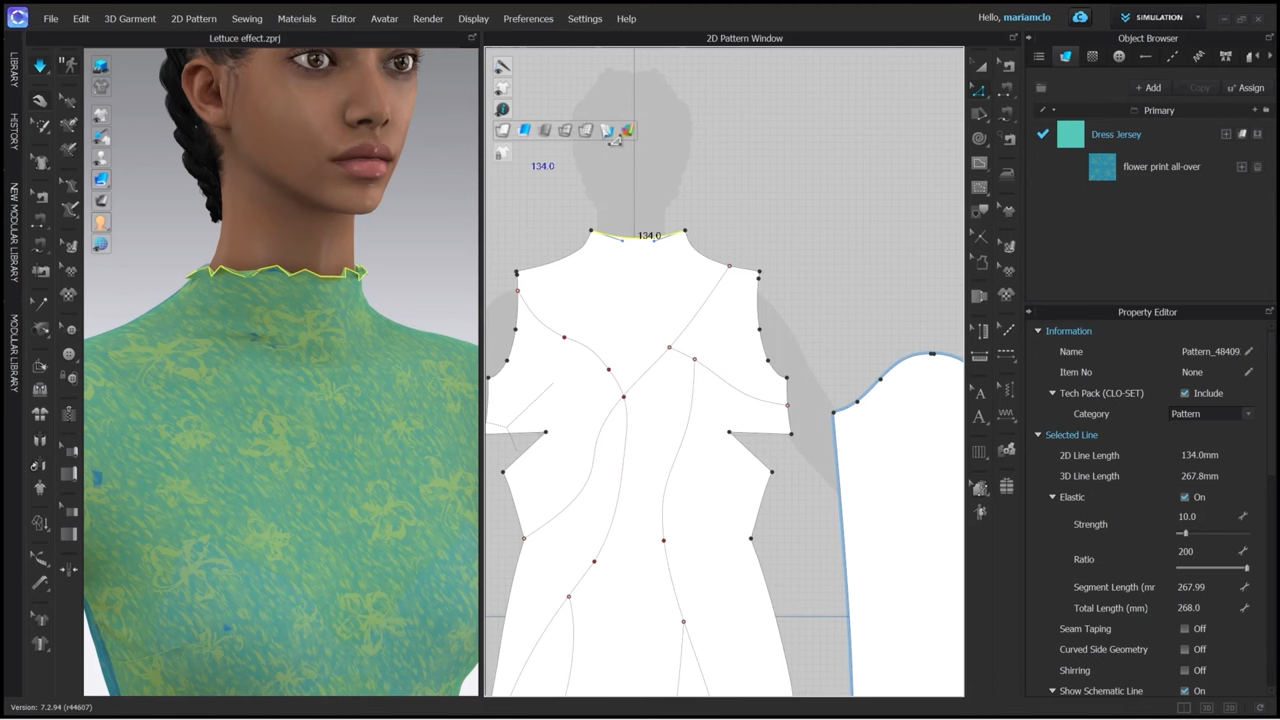 File Edit 3D Garment 2D Pattern Sewing Materials Editor Avatar Render Display Preferences Settings Help Hello, mariamclo SIMULATION
Lettuce effect.zprj
2D Pattern Window
Object Browser
LIBRARY
HISTORY
NEW MODULAR LIBRARY
MODULAR LIBRARY
134.0
134.0
Add Copy Assign
Primary
Dress Jersey
flower print all-over
Property Editor
Information
Name Pattern_48409
Item No None
Tech Pack (CLO-SET) Include
Category Pattern
Selected Line
2D Line Length 134.0mm
3D Line Length 267.8mm
Elastic On
Strength 10.0
Ratio 200
Segment Length (mr 267.99
Total Length (mm) 268.0
Seam Taping Off
Curved Side Geometry Off
Shirring Off
Show Schematic Line On
Version: 7.2.94 (r44607)
3D 2D